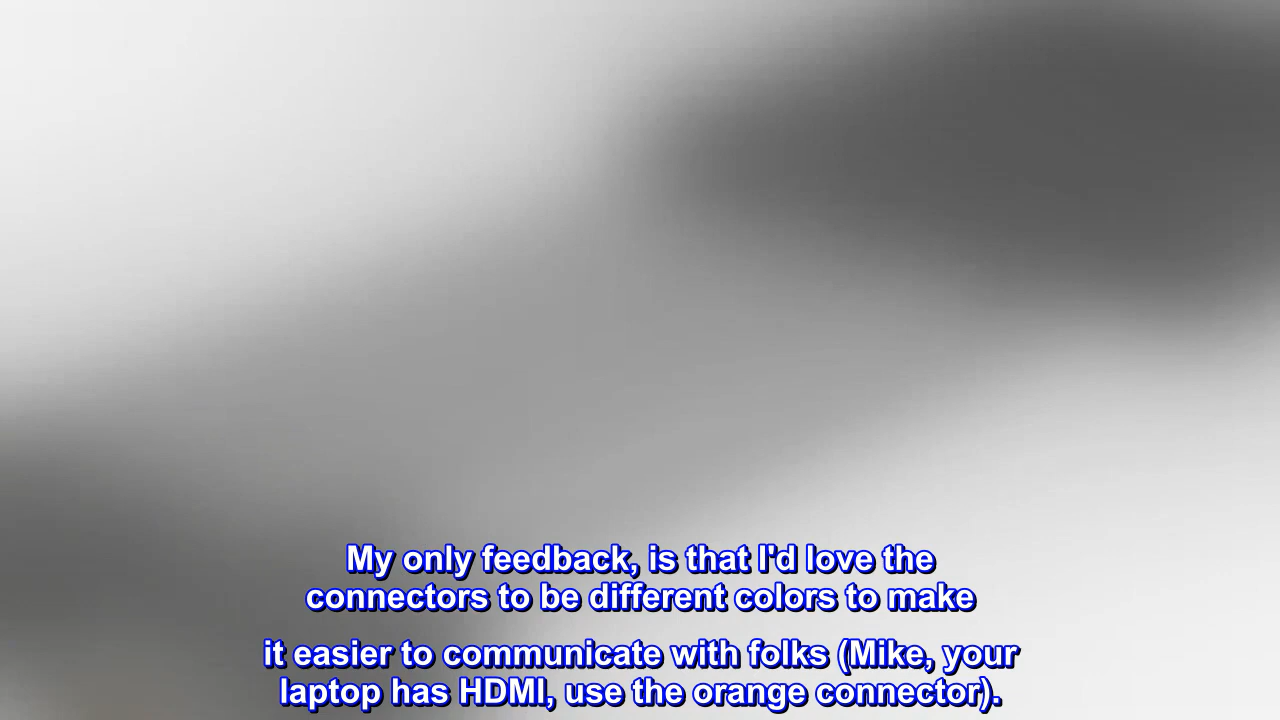 My only feedback, is that I'd love the
connectors to be different colors to make
it easier to communicate with folks (Mike, your
laptop has HDMI, use the orange connector).